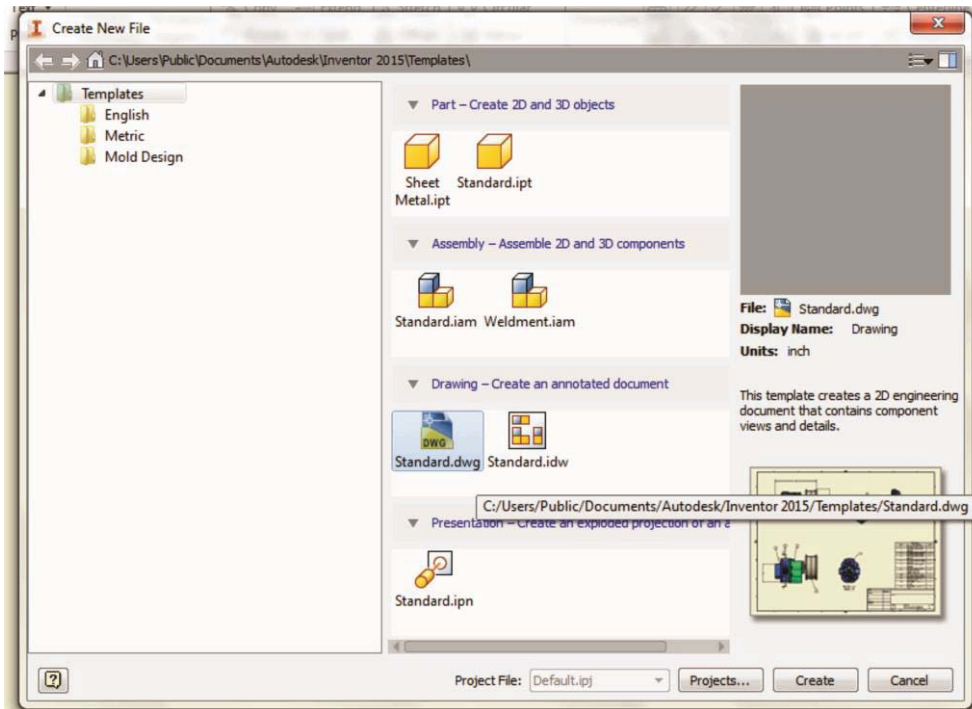 Create New File
C:\Users\Public\Documents\Autodesk\Inventor 2015\Templates\
Templates
English
Metric
Mold Design
Part – Create 2D and 3D objects
Sheet Metal.ipt
Standard.ipt
Assembly – Assemble 2D and 3D components
Standard.iam
Weldment.iam
Drawing – Create an annotated document
DWG
Standard.dwg
Standard.idw
C:/Users/Public/Documents/Autodesk/Inventor 2015/Templates/Standard.dwg
Presentation – Create an exploded projection of an a
Standard.ipn
File: Standard.dwg
Display Name: Drawing
Units: inch
This template creates a 2D engineering
document that contains component
views and details.
Project File: Default.ipj
Projects...
Create
Cancel